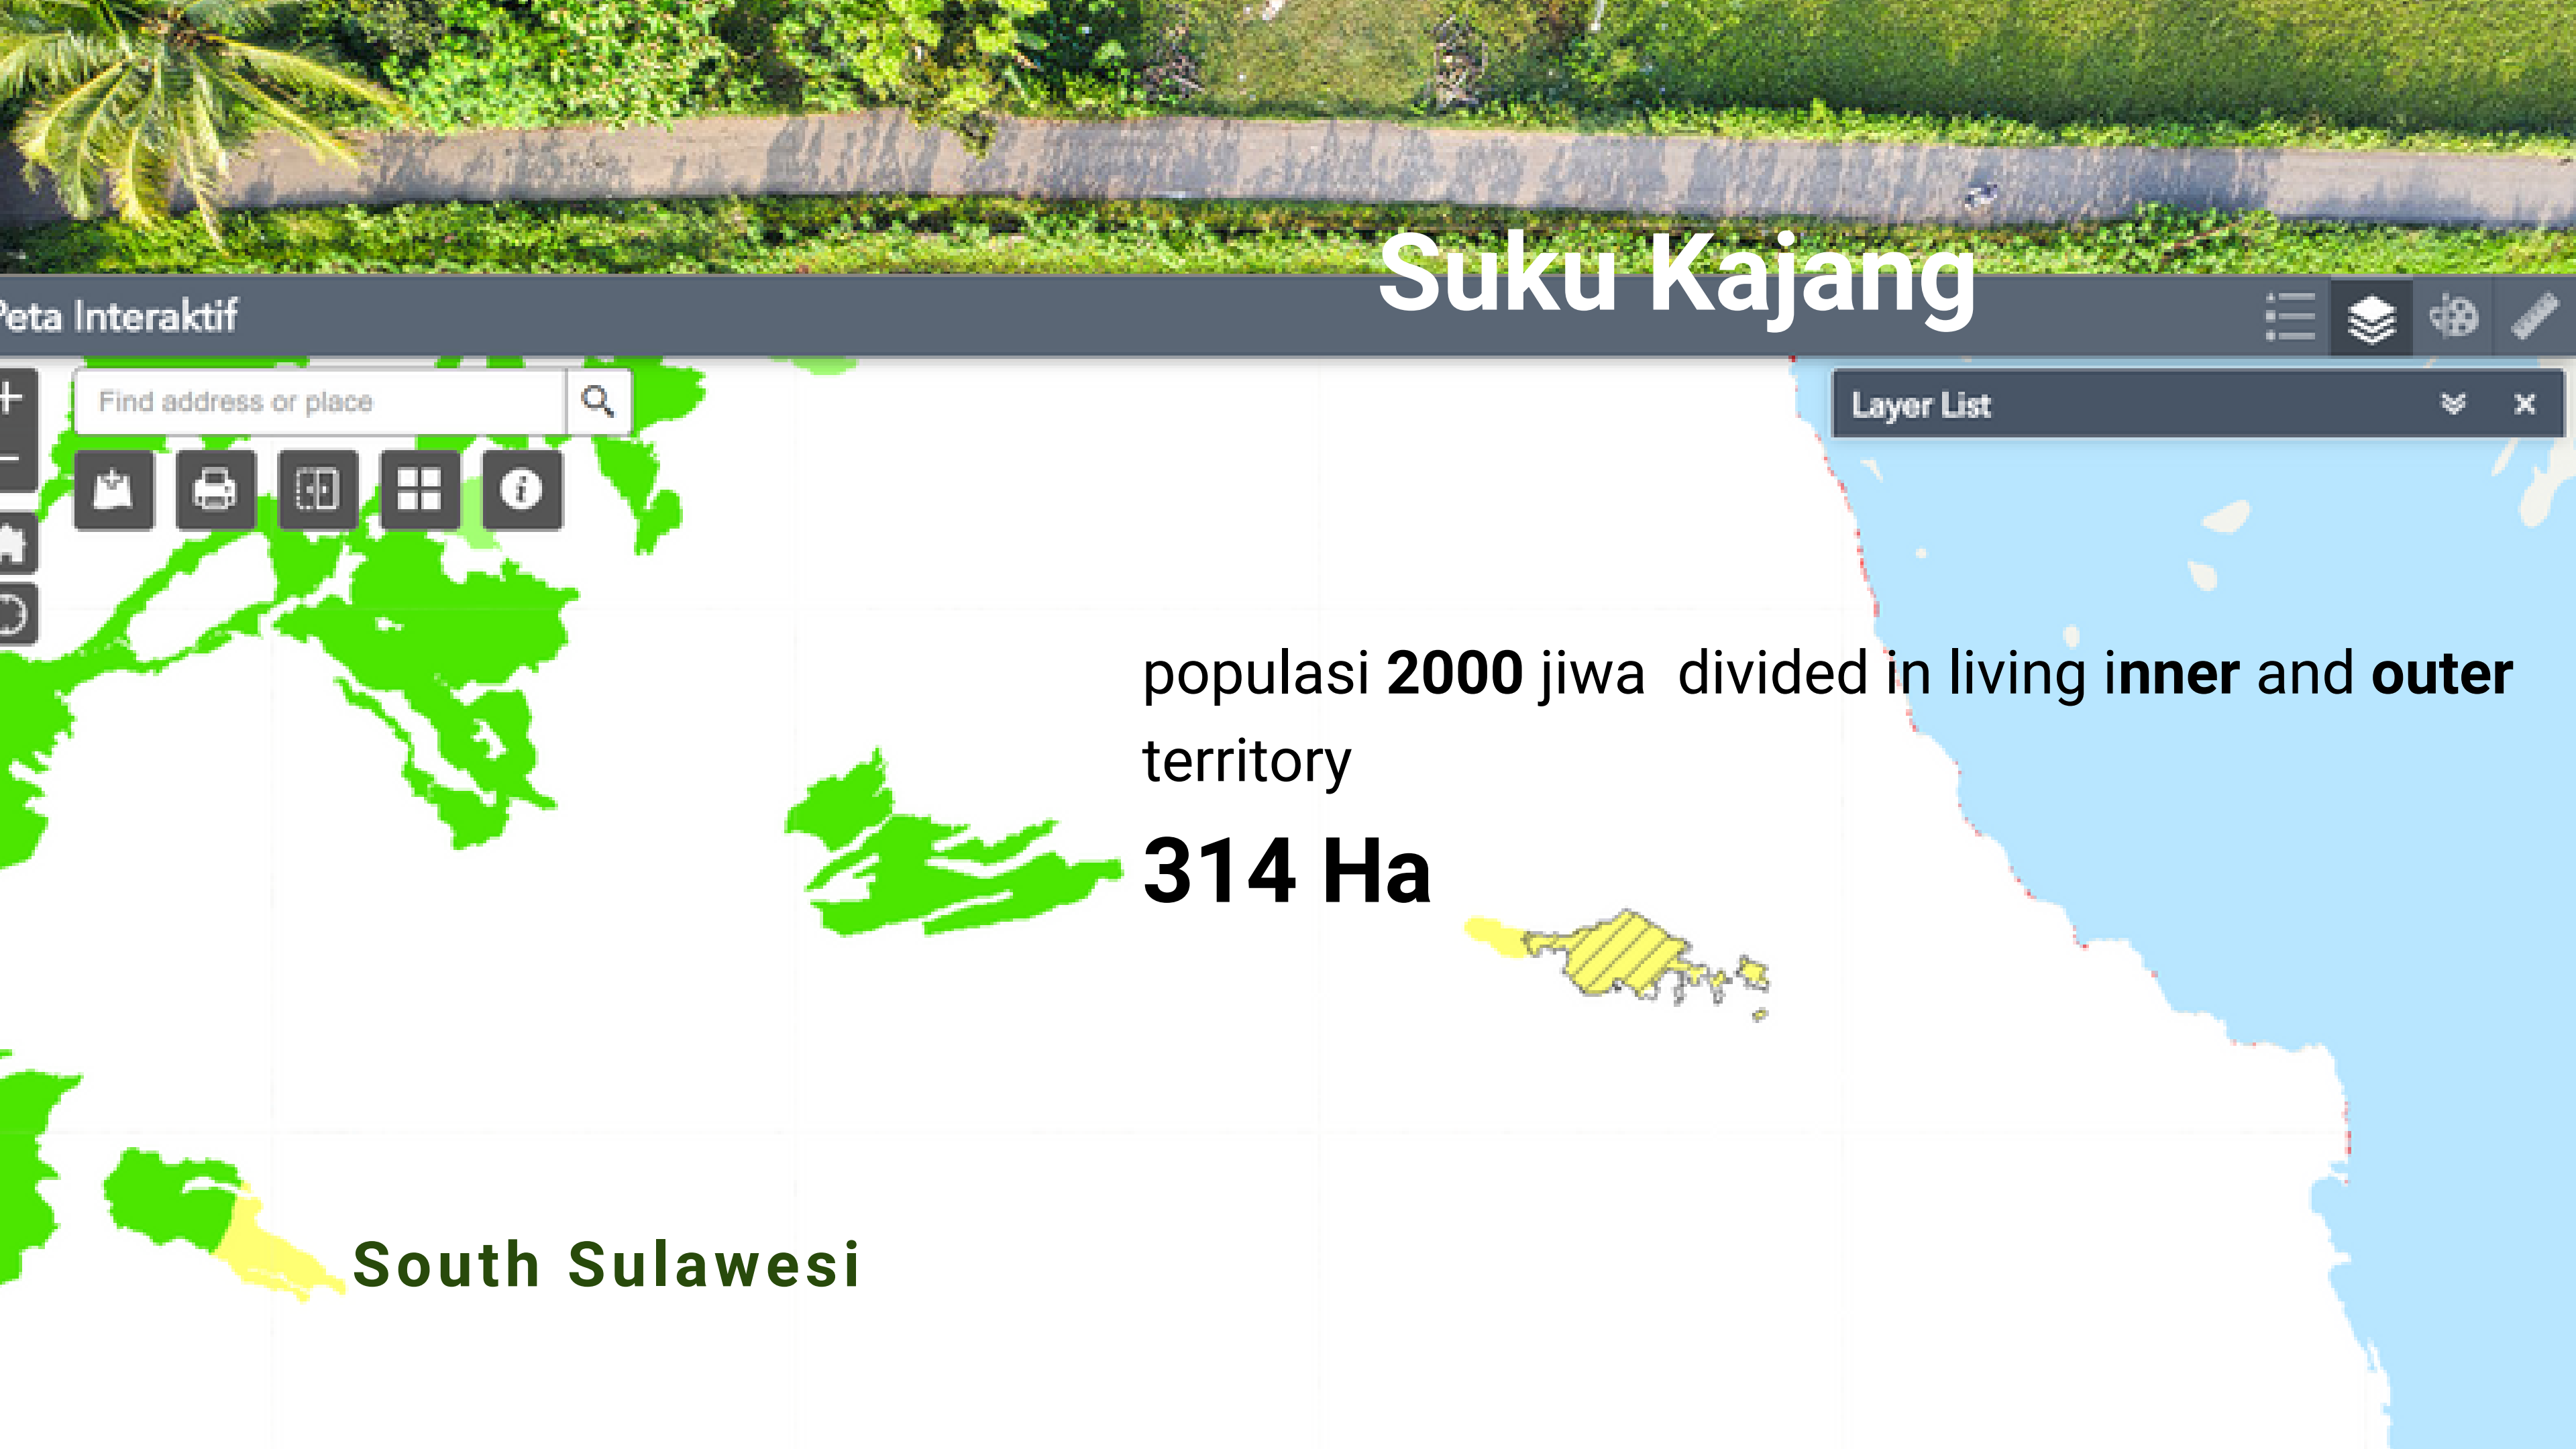 Suku Kajang
Peta Interaktif
Find address or place
Layer List
populasi 2000 jiwa  divided in living inner and outer
territory
314 Ha
South Sulawesi